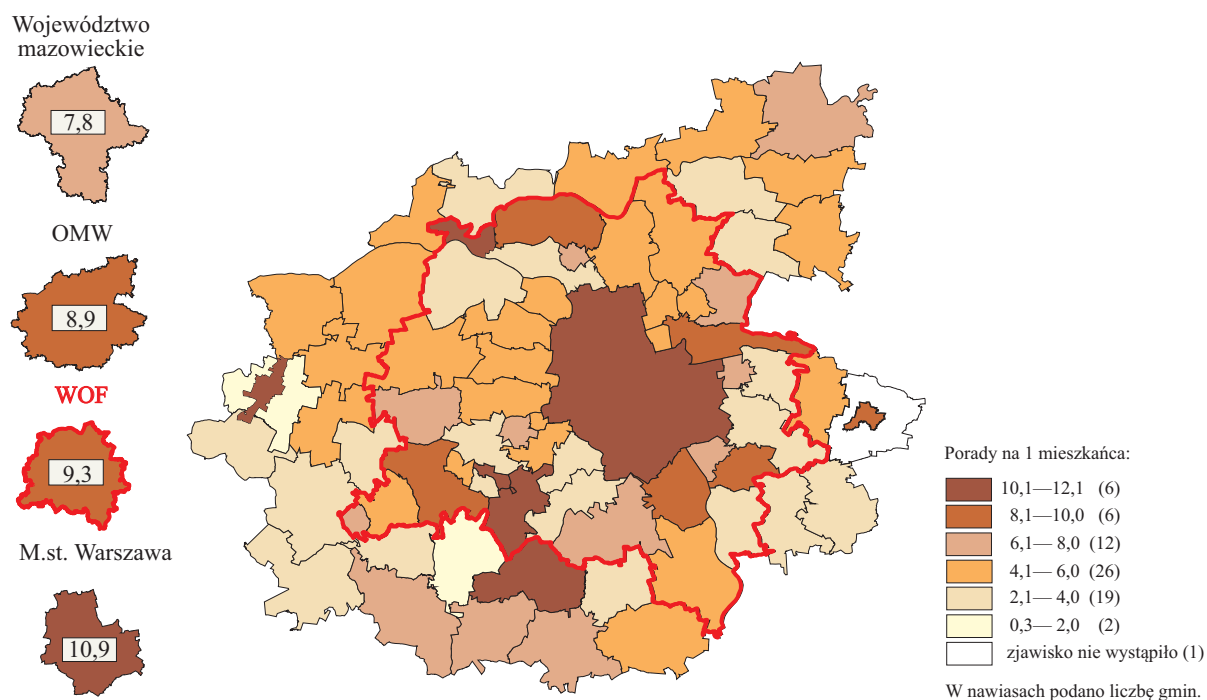 Województwo
mazowieckie
7,8
OMW
8,9
WOF
9,3
M.st. Warszawa
10,9
Porady na 1 mieszkańca:
10,1—12,1 (6)
8,1—10,0 (6)
6,1— 8,0 (12)
4,1— 6,0 (26)
2,1— 4,0 (19)
0,3— 2,0 (2)
zjawisko nie wystąpiło (1)
W nawiasach podano liczbę gmin.